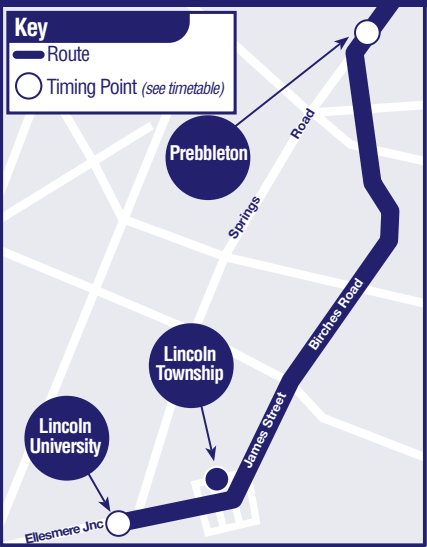 Key
Route
Timing Point (see timetable)
Prebbleton
Springs Road
Birches Road
Lincoln
Township
James Street
Lincoln
University
Ellesmere Jnc